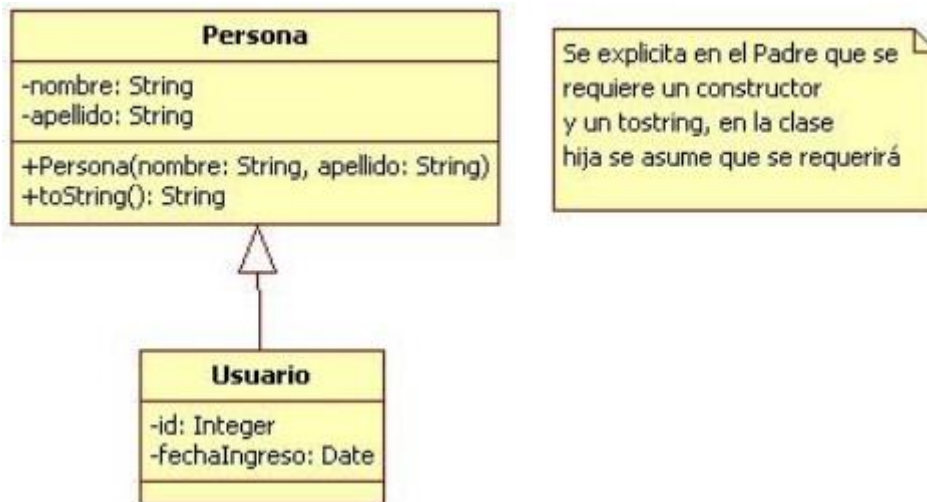 Persona
-nombre: String
-apellido: String
+Persona(nombre: String, apellido: String)
+toString(): String
Se explicita en el Padre que se
requiere un constructor
y un tostring, en la clase
hija se asume que se requerirá
Usuario
-id: Integer
-fechaIngreso: Date